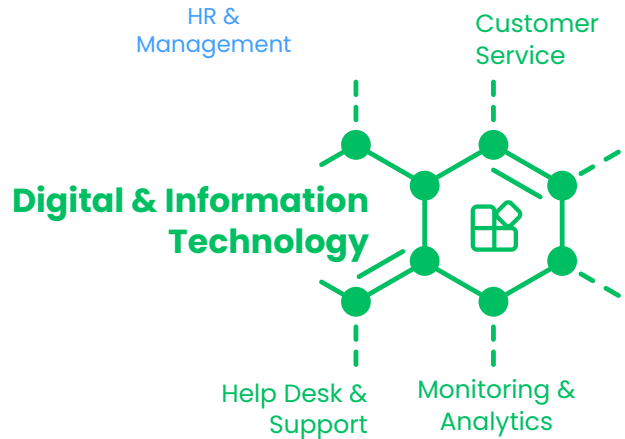 HR &
Management
Customer
Service
Digital & Information
Technology
Help Desk &
Support
Monitoring &
Analytics